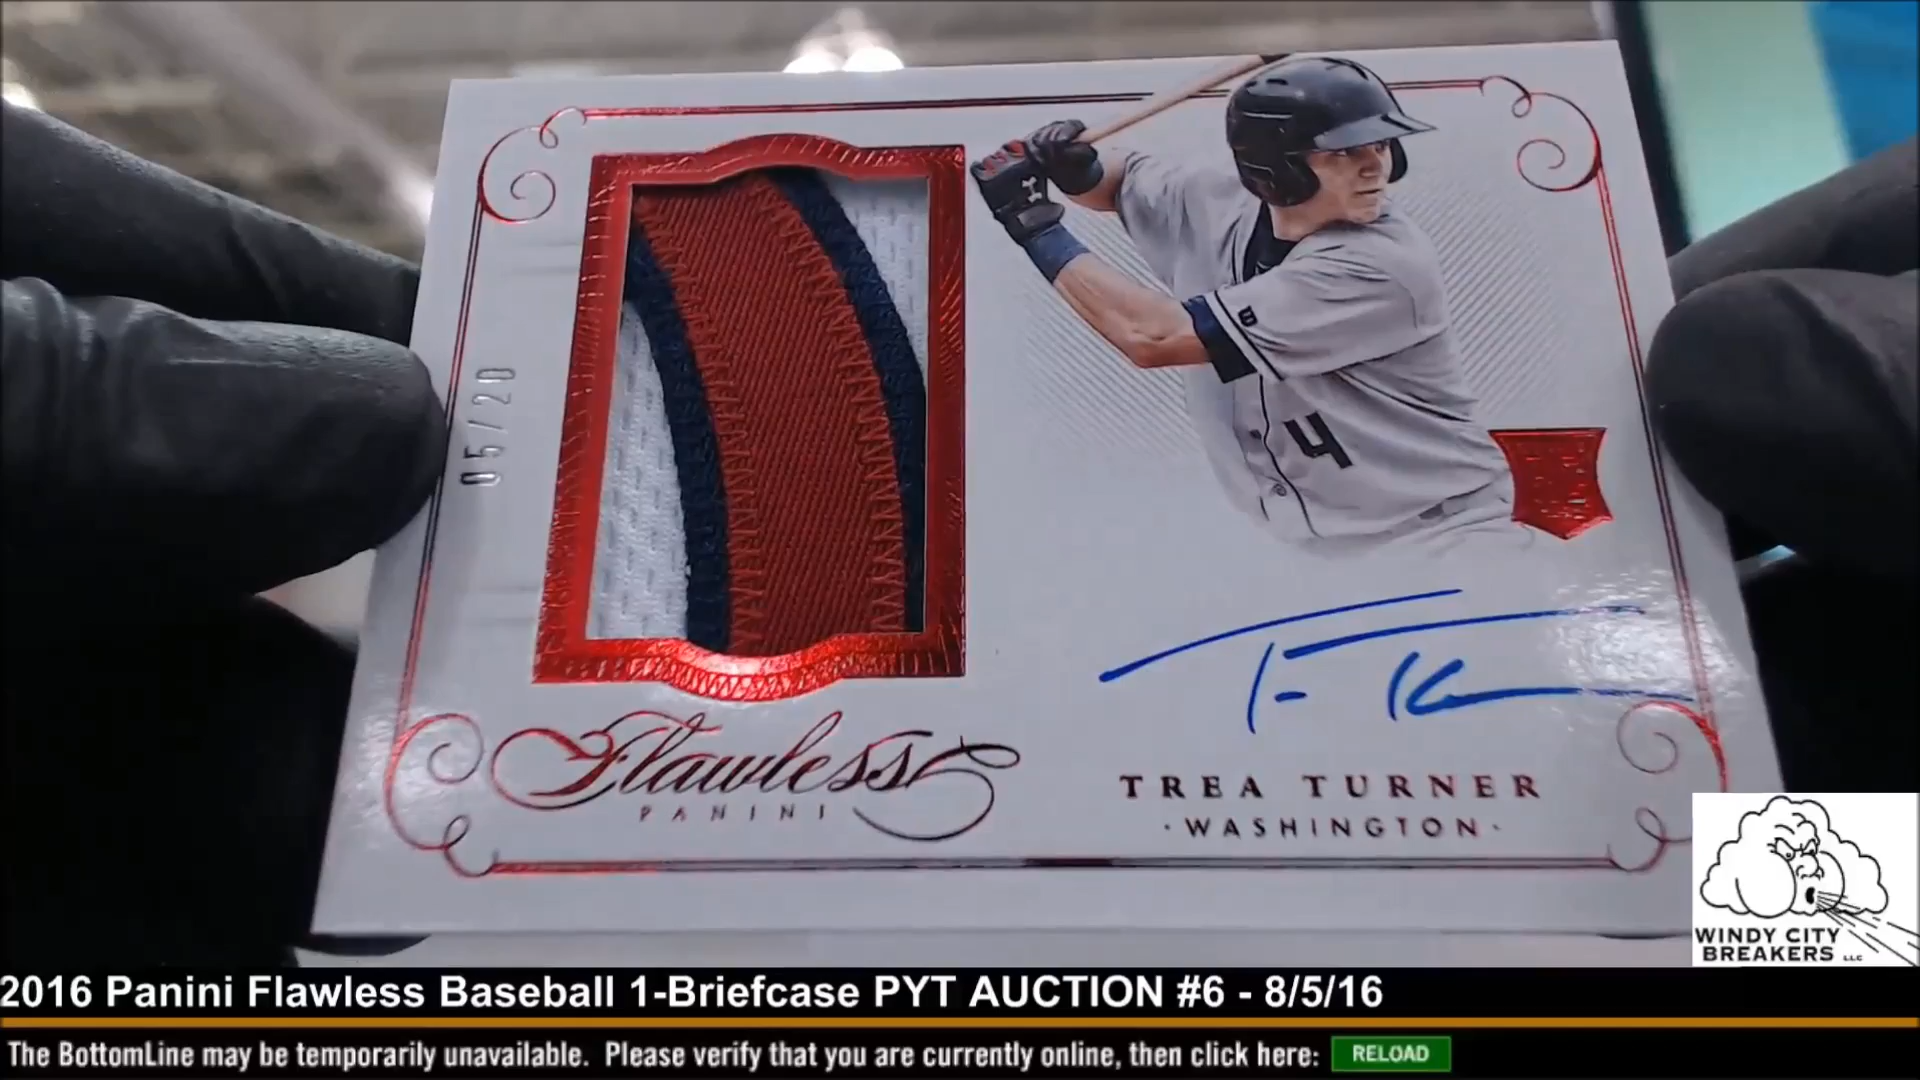 05/20
4
Flawless
PANINI
TREA TURNER
·WASHINGTON·
WINDY CITY
BREAKERS LLC
2016 Panini Flawless Baseball 1-Briefcase PYT AUCTION #6 - 8/5/16
The BottomLine may be temporarily unavailable. Please verify that you are currently online, then click here: RELOAD